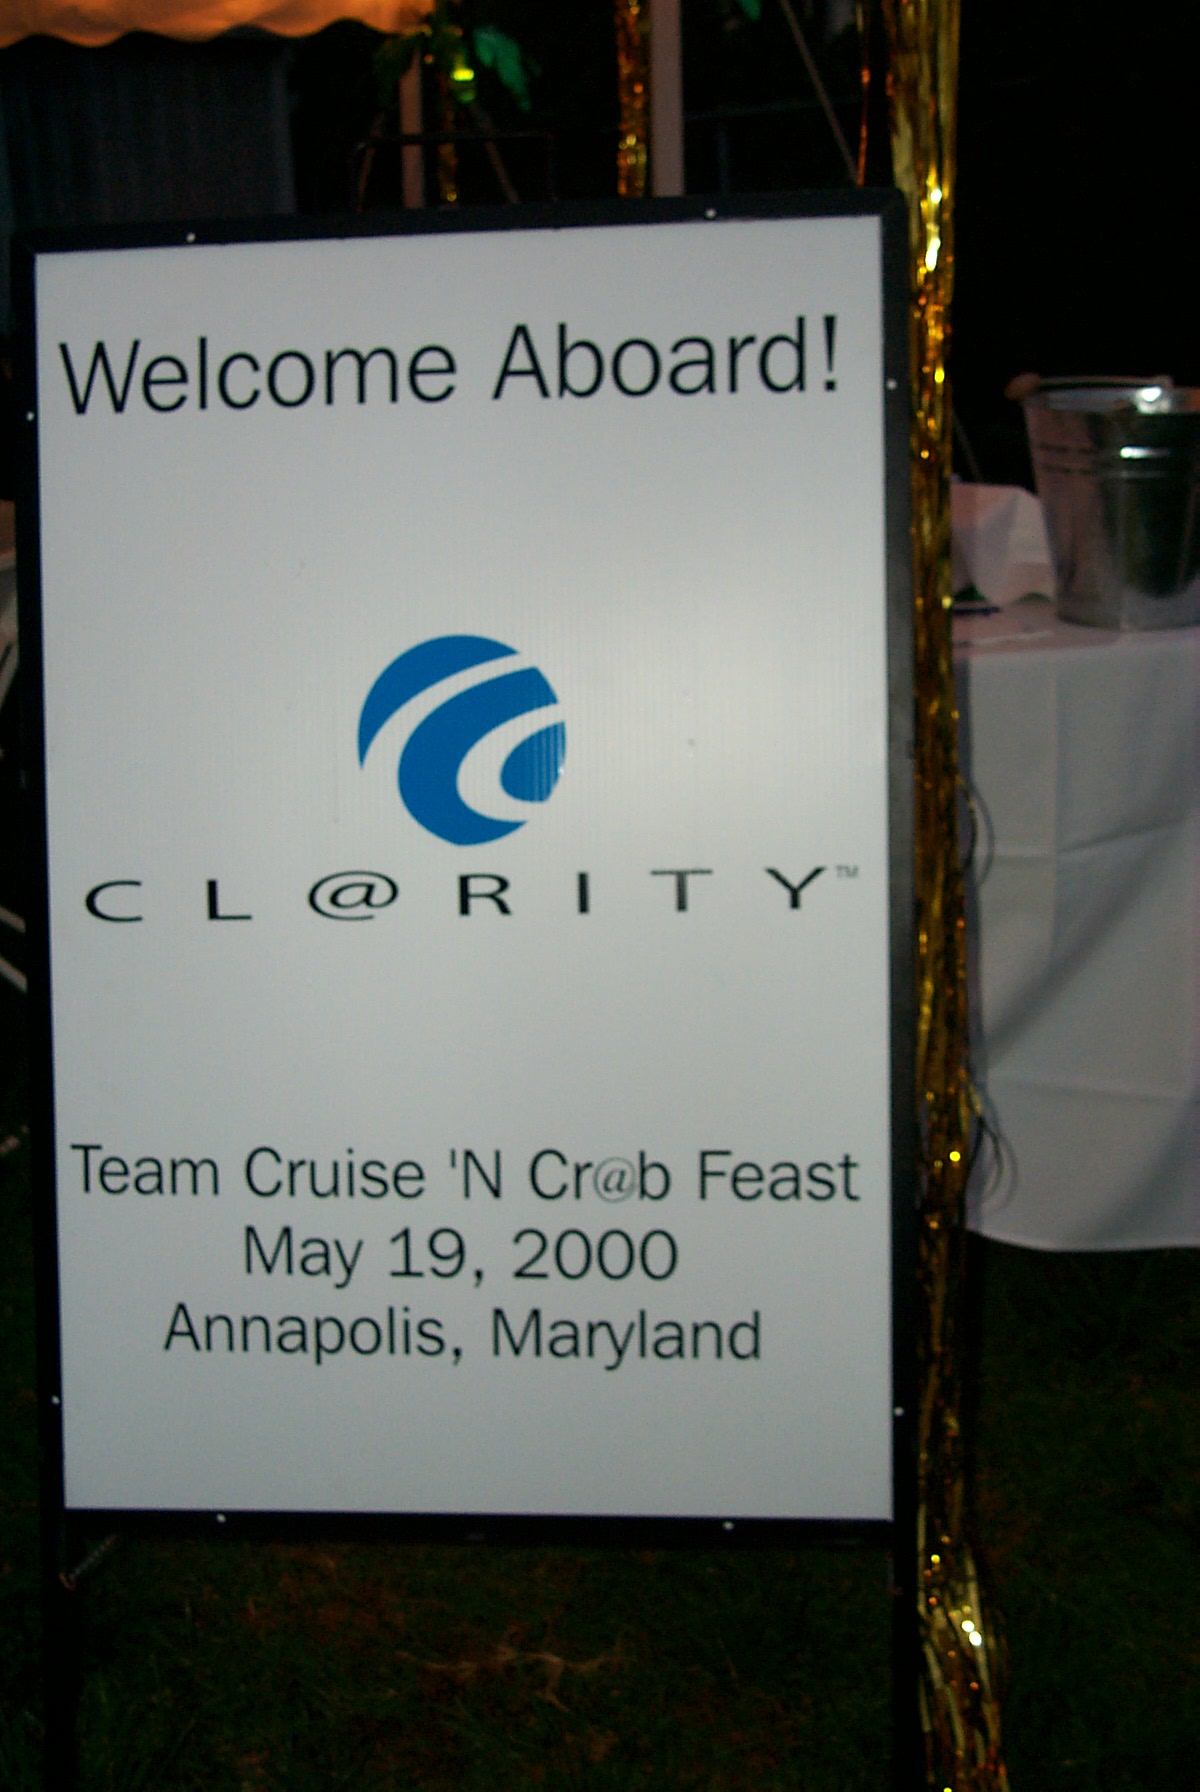 Welcome Aboard!
CL@RITY™
Team Cruise 'N Cr@b Feast
May 19, 2000
Annapolis, Maryland